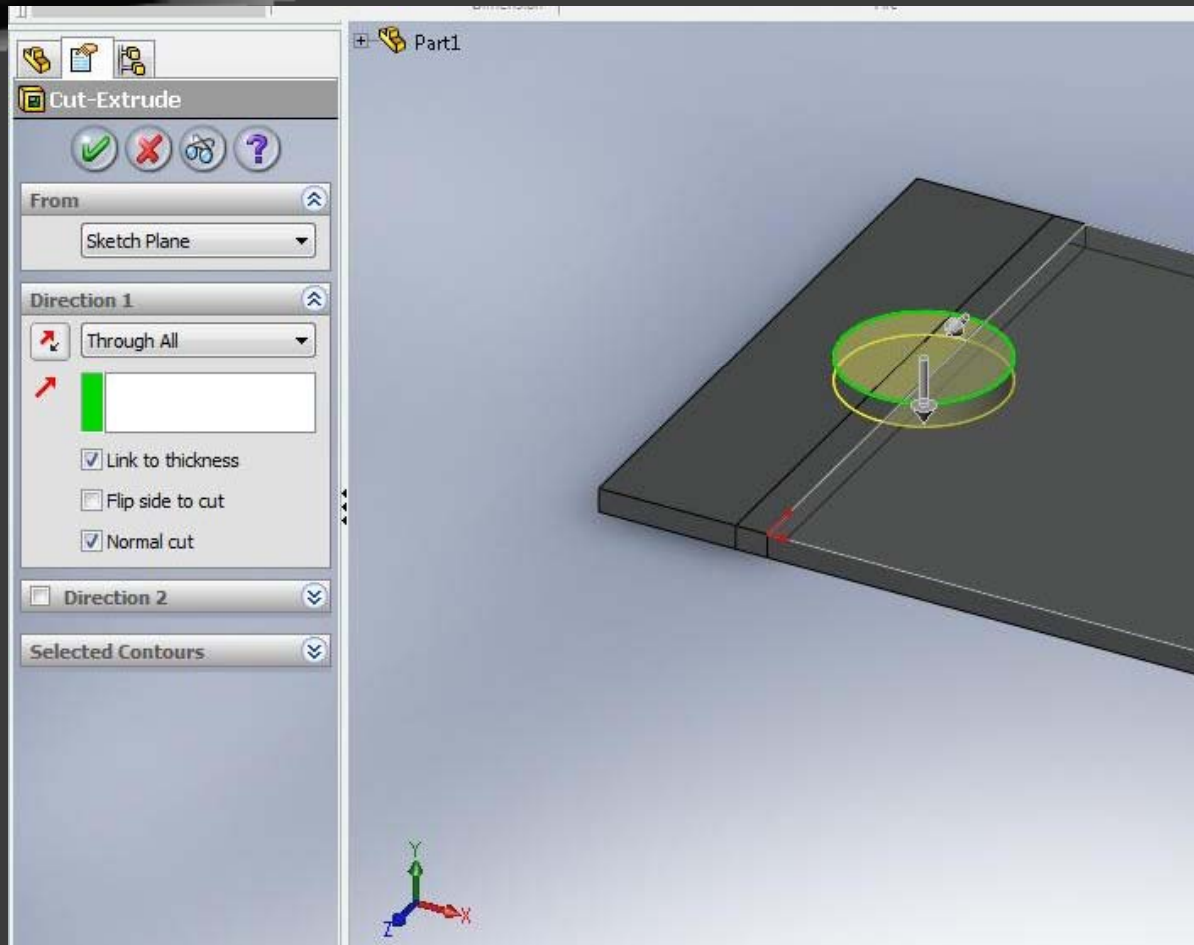 Part1
Cut-Extrude
?
From
Sketch Plane
Direction 1
Through All
Link to thickness
Flip side to cut
Normal cut
Direction 2
Selected Contours
Y
X
Z